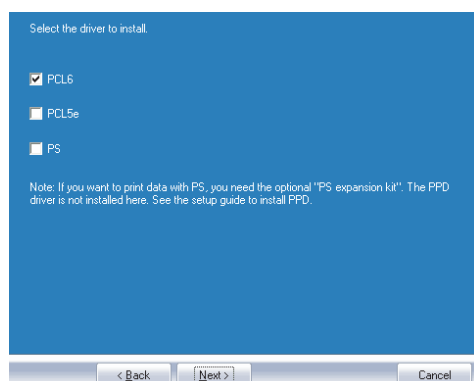 Select the driver to install.
PCL6
PCL5e
PS
Note: If you want to print data with PS, you need the optional "PS expansion kit". The PPD
driver is not installed here. See the setup guide to install PPD.
< Back Next > Cancel